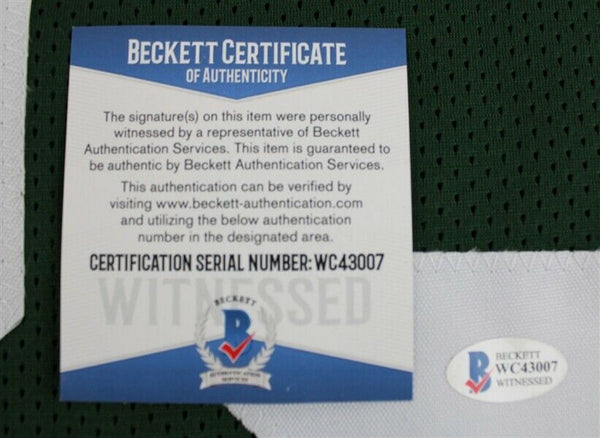 BECKETT CERTIFICATE
OF AUTHENTICITY
The signature(s) on this item were personally
witnessed by a representative of Beckett
Authentication Services. This item is guaranteed to
be authentic by Beckett Authentication Services.
This authentication can be verified by
visiting www.beckett-authentication.com
and utilizing the below authentication
number in the designated area.
CERTIFICATION SERIAL NUMBER: WC43007
WITNESSED
BECKETT
B
AUTHENTICATION
SERVICES
B
BECKETT
WC43007
WITNESSED